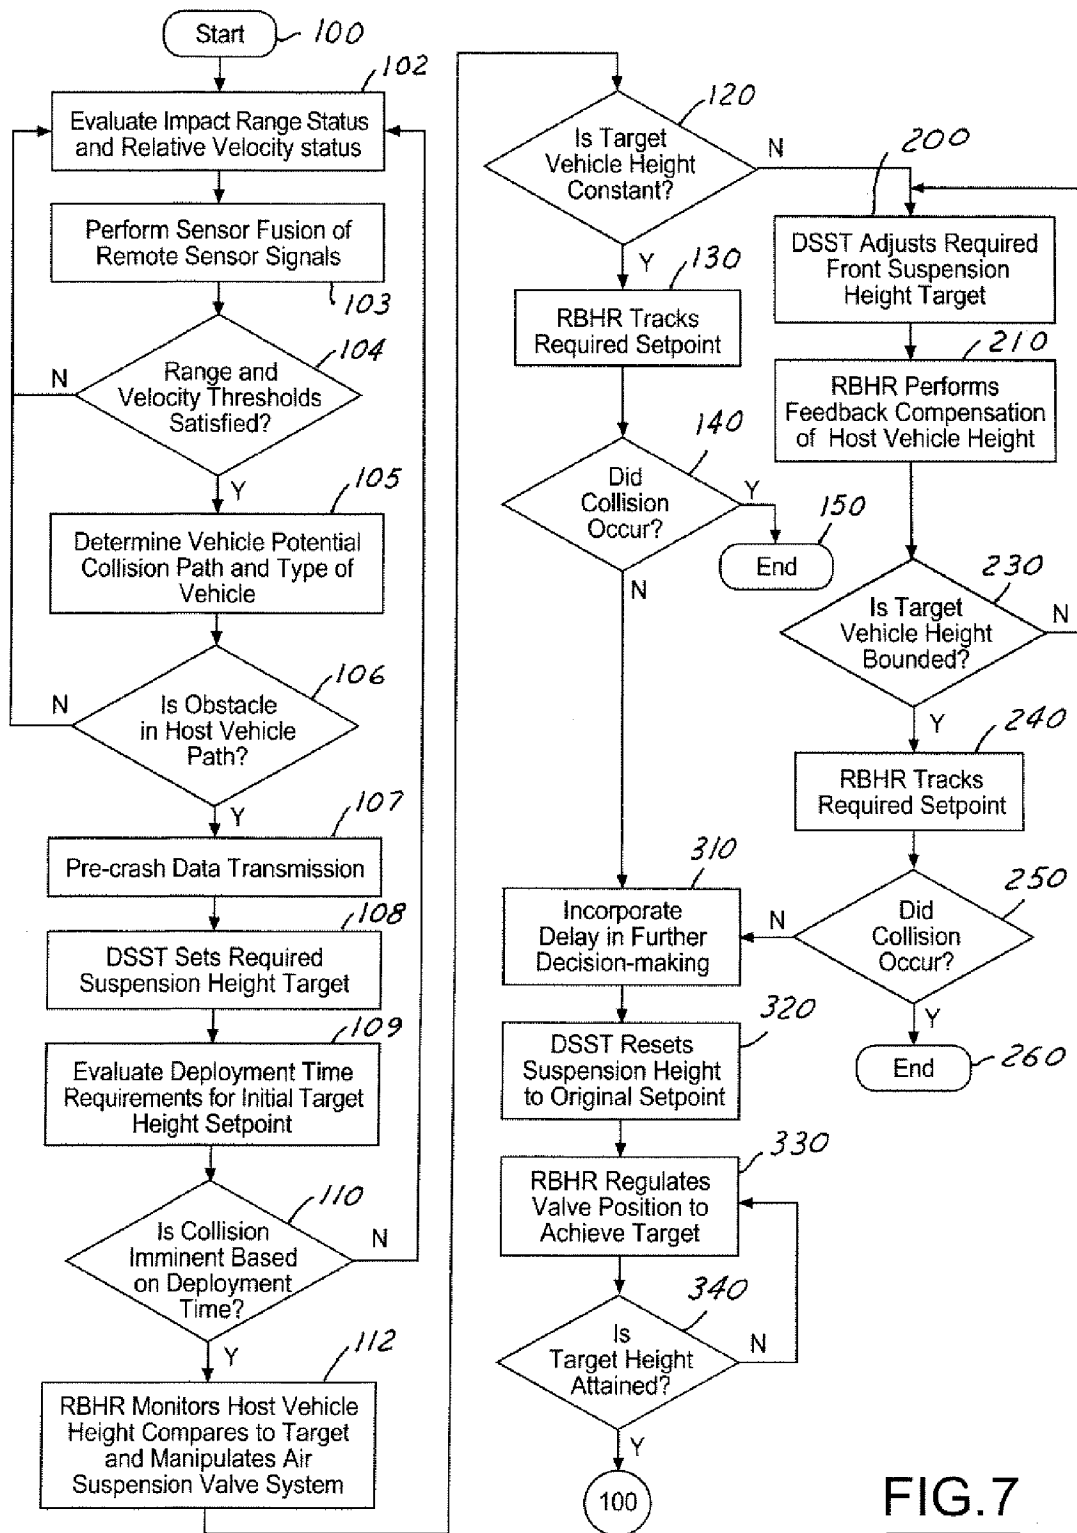 Start
100
102
Evaluate Impact Range Status
and Relative Velocity status
Perform Sensor Fusion of
Remote Sensor Signals
103
104
Range and
Velocity Thresholds
Satisfied?
N
Y
105
Determine Vehicle Potential
Collision Path and Type of
Vehicle
106
Is Obstacle
in Host Vehicle
Path?
N
Y
107
Pre-crash Data Transmission
108
DSST Sets Required
Suspension Height Target
109
Evaluate Deployment Time
Requirements for Initial Target
Height Setpoint
110
Is Collision
Imminent Based
on Deployment
Time?
N
Y
112
RBHR Monitors Host Vehicle
Height Compares to Target
and Manipulates Air
Suspension Valve System
120
Is Target
Vehicle Height
Constant?
N
Y
130
RBHR Tracks
Required Setpoint
140
Did
Collision
Occur?
Y
N
150
End
200
DSST Adjusts Required
Front Suspension
Height Target
210
RBHR Performs
Feedback Compensation
of Host Vehicle Height
230
Is Target
Vehicle Height
Bounded?
N
Y
240
RBHR Tracks
Required Setpoint
250
Did
Collision
Occur?
N
Y
End
260
310
Incorporate
Delay in Further
Decision-making
320
DSST Resets
Suspension Height
to Original Setpoint
330
RBHR Regulates
Valve Position to
Achieve Target
340
Is
Target Height
Attained?
N
Y
100
FIG.7